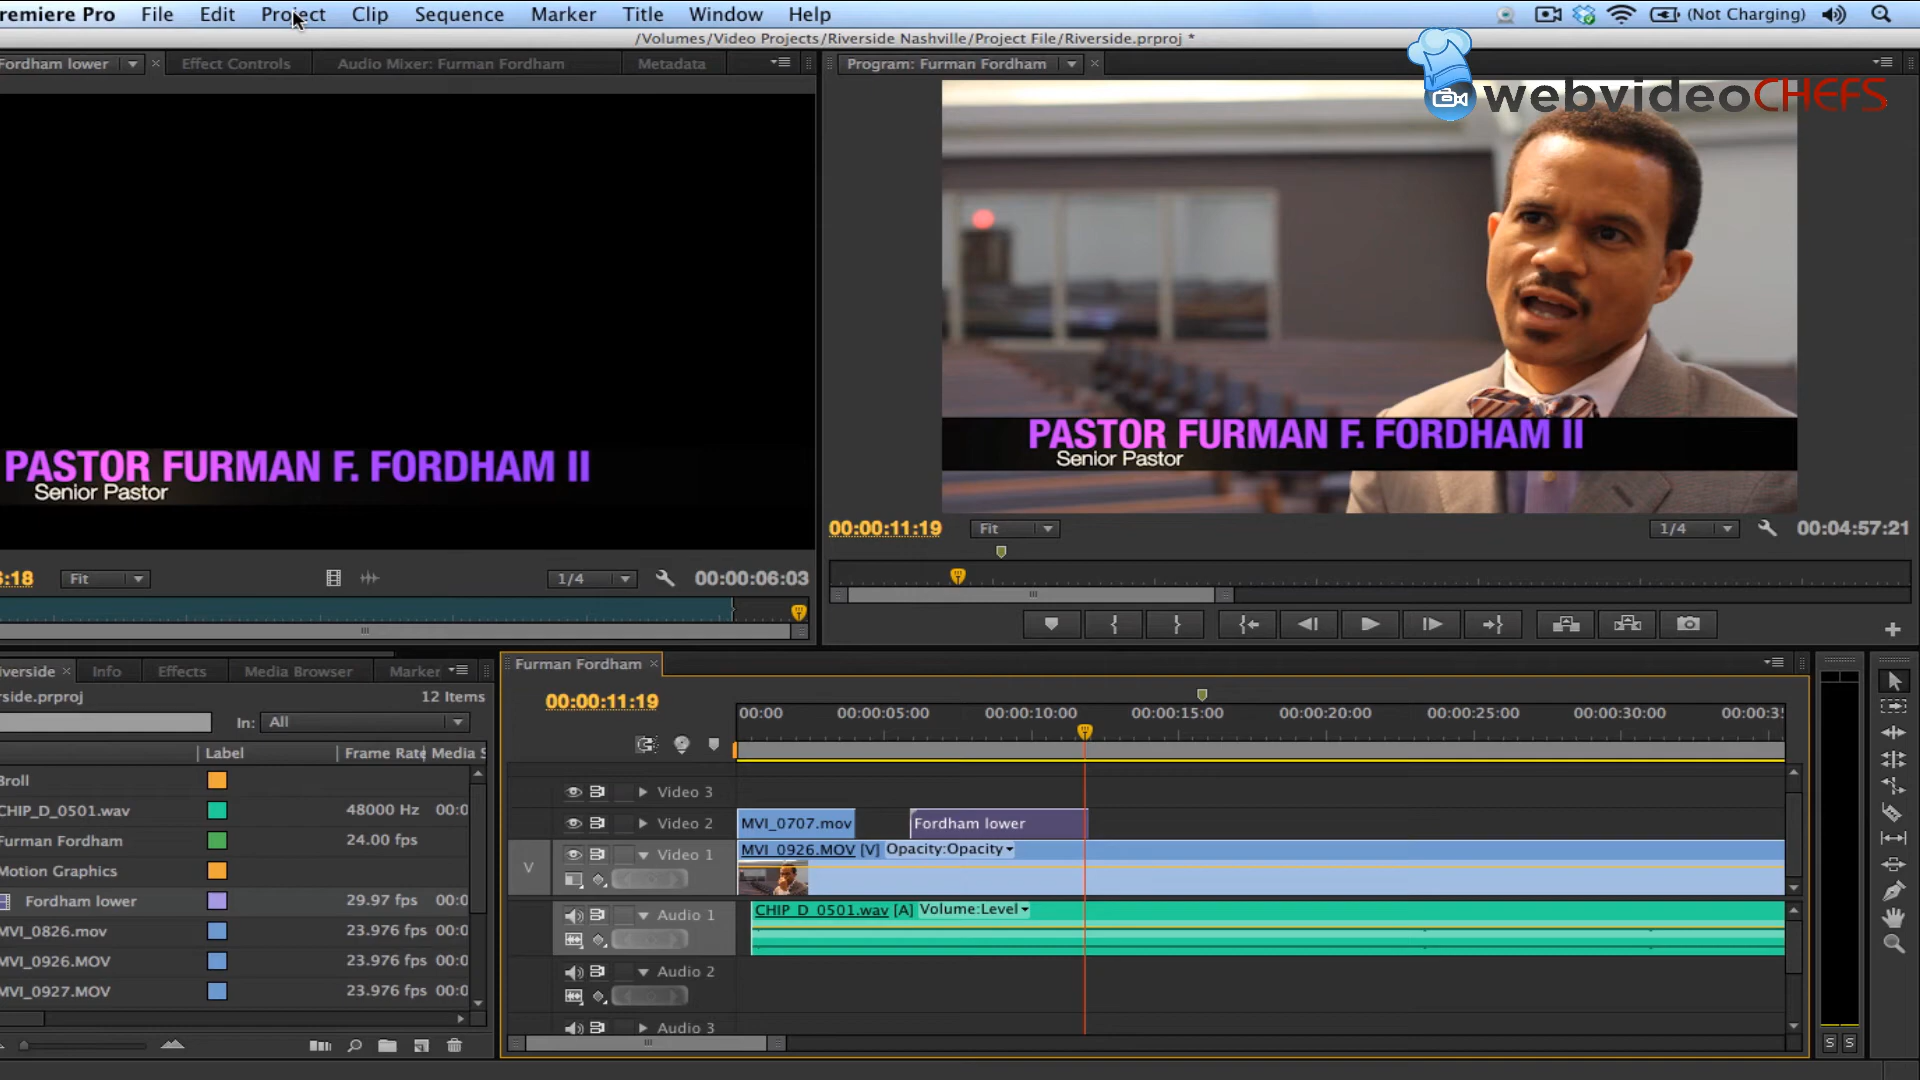 remiere Pro File Edit Project Clip Sequence Marker Title Window Help (Not Charging)
/Volumes/Video Projects/Riverside Nashville/Project File/Riverside.prproj *
Fordham lower Effect Controls Audio Mixer: Furman Fordham Metadata
Program: Furman Fordham
webvideoCHEFS
PASTOR FURMAN F. FORDHAM II
Senior Pastor
PASTOR FURMAN F. FORDHAM II
Senior Pastor
00:00:11:19 Fit 1/4 00:04:57:21
6:18 Fit 1/4 00:00:06:03
iverside Info Effects Media Browser Marker
rside.prproj 12 Items
In: All
Label Frame Rate Media S
Broll
CHIP_D_0501.wav 48000 Hz 00:0
Furman Fordham 24.00 fps
Motion Graphics
Fordham lower 29.97 fps 00:0
MVI_0826.mov 23.976 fps 00:0
MVI_0926.MOV 23.976 fps 00:0
MVI_0927.MOV 23.976 fps 00:0
Furman Fordham
00:00:11:19
00:00 00:00:05:00 00:00:10:00 00:00:15:00 00:00:20:00 00:00:25:00 00:00:30:00 00:00:3
Video 3
Video 2 MVI_0707.mov Fordham lower
V Video 1 MVI_0926.MOV [V] Opacity:Opacity
Audio 1 CHIP_D_0501.wav [A] Volume:Level
Audio 2
Audio 3
S S